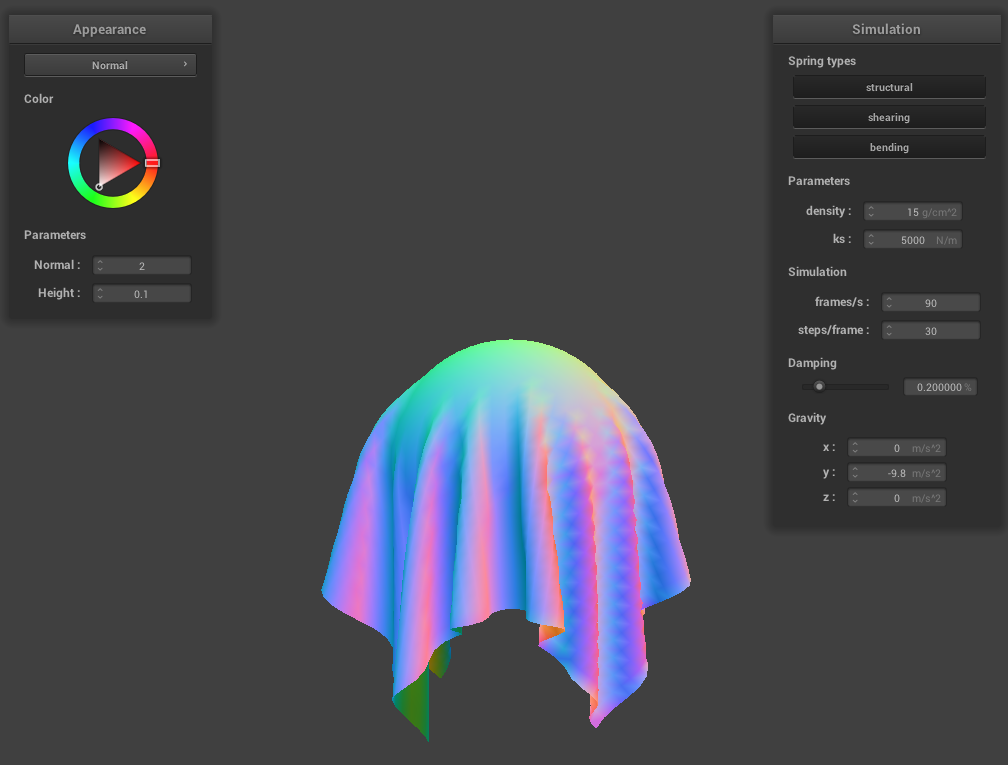 Appearance
Normal ›
Color
Parameters
Normal : 2
Height : 0.1
Simulation
Spring types
structural
shearing
bending
Parameters
density : 15 g/cm^2
ks : 5000 N/m
Simulation
frames/s : 90
steps/frame : 30
Damping
0.200000 %
Gravity
x : 0 m/s^2
y : -9.8 m/s^2
z : 0 m/s^2